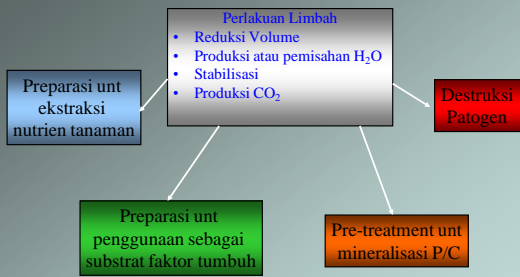 Perlakuan Limbah
• Reduksi Volume
• Produksi atau pemisahan H₂O
• Stabilisasi
• Produksi CO₂
Preparasi unt
ekstraksi
nutrien tanaman
Destruksi
Patogen
Preparasi unt
penggunaan sebagai
substrat faktor tumbuh
Pre-treatment unt
mineralisasi P/C